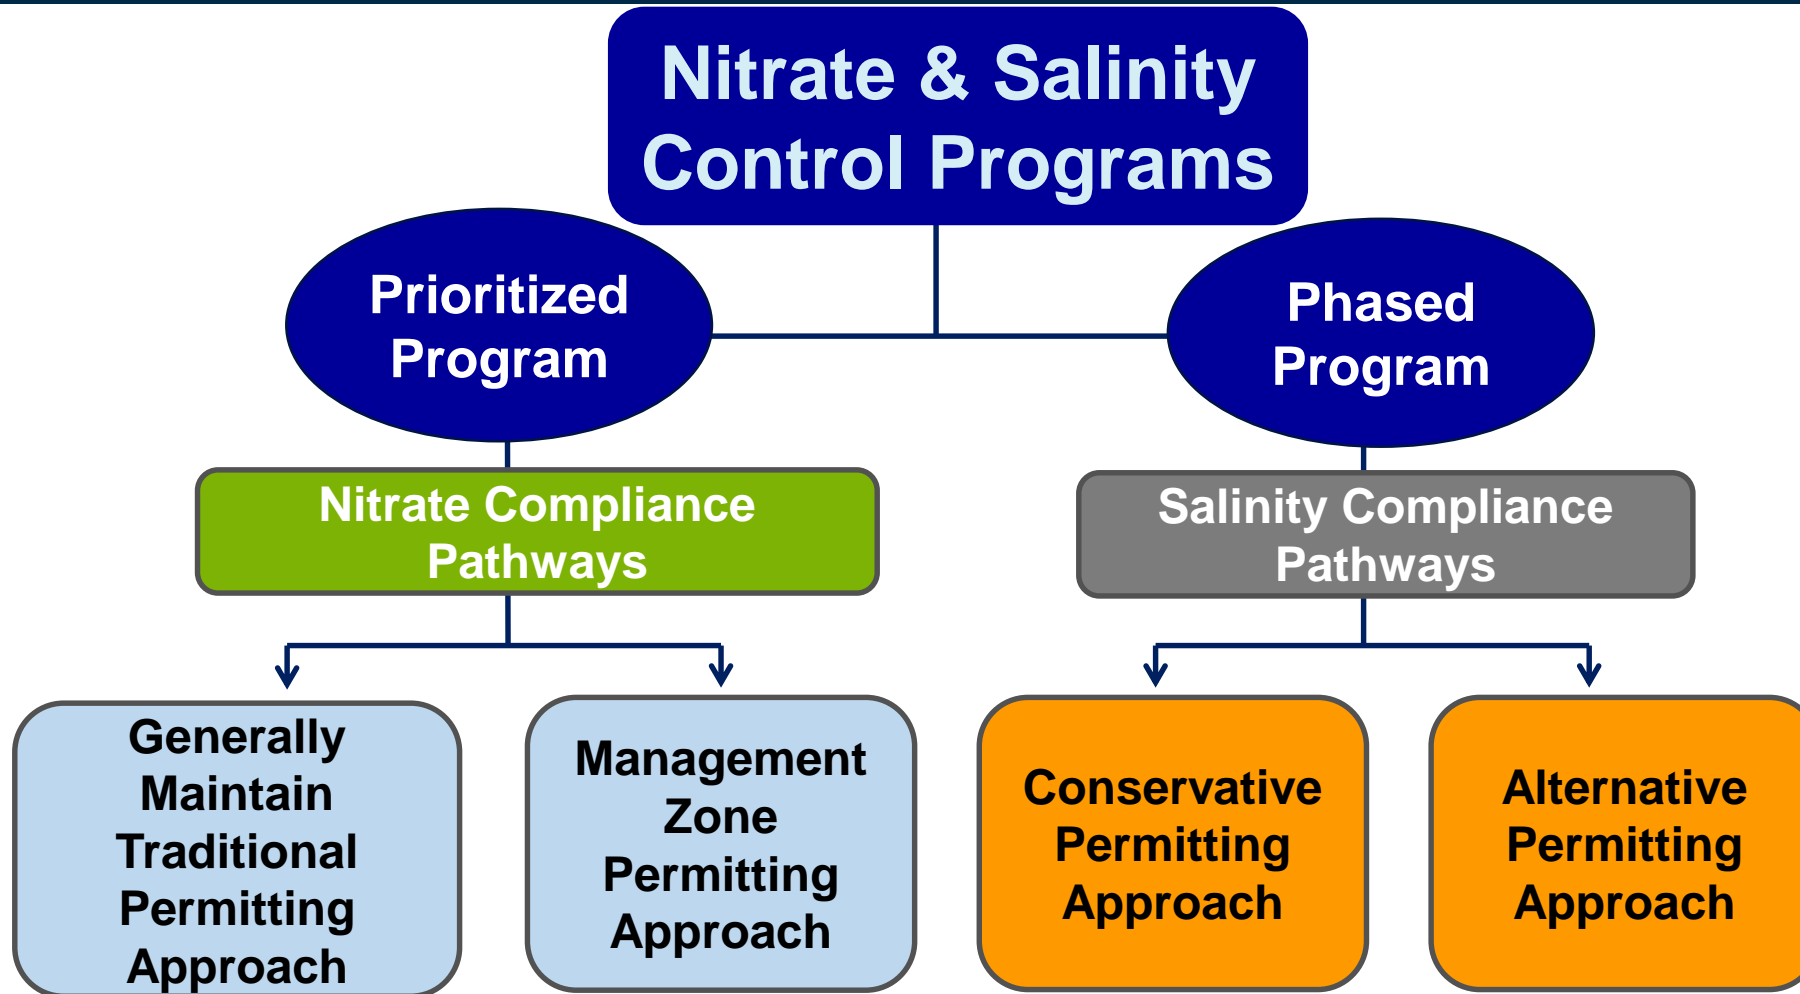 Nitrate & Salinity
Control Programs
Prioritized
Program
Phased
Program
Nitrate Compliance
Pathways
Salinity Compliance
Pathways
Generally
Maintain
Traditional
Permitting
Approach
Management
Zone
Permitting
Approach
Conservative
Permitting
Approach
Alternative
Permitting
Approach